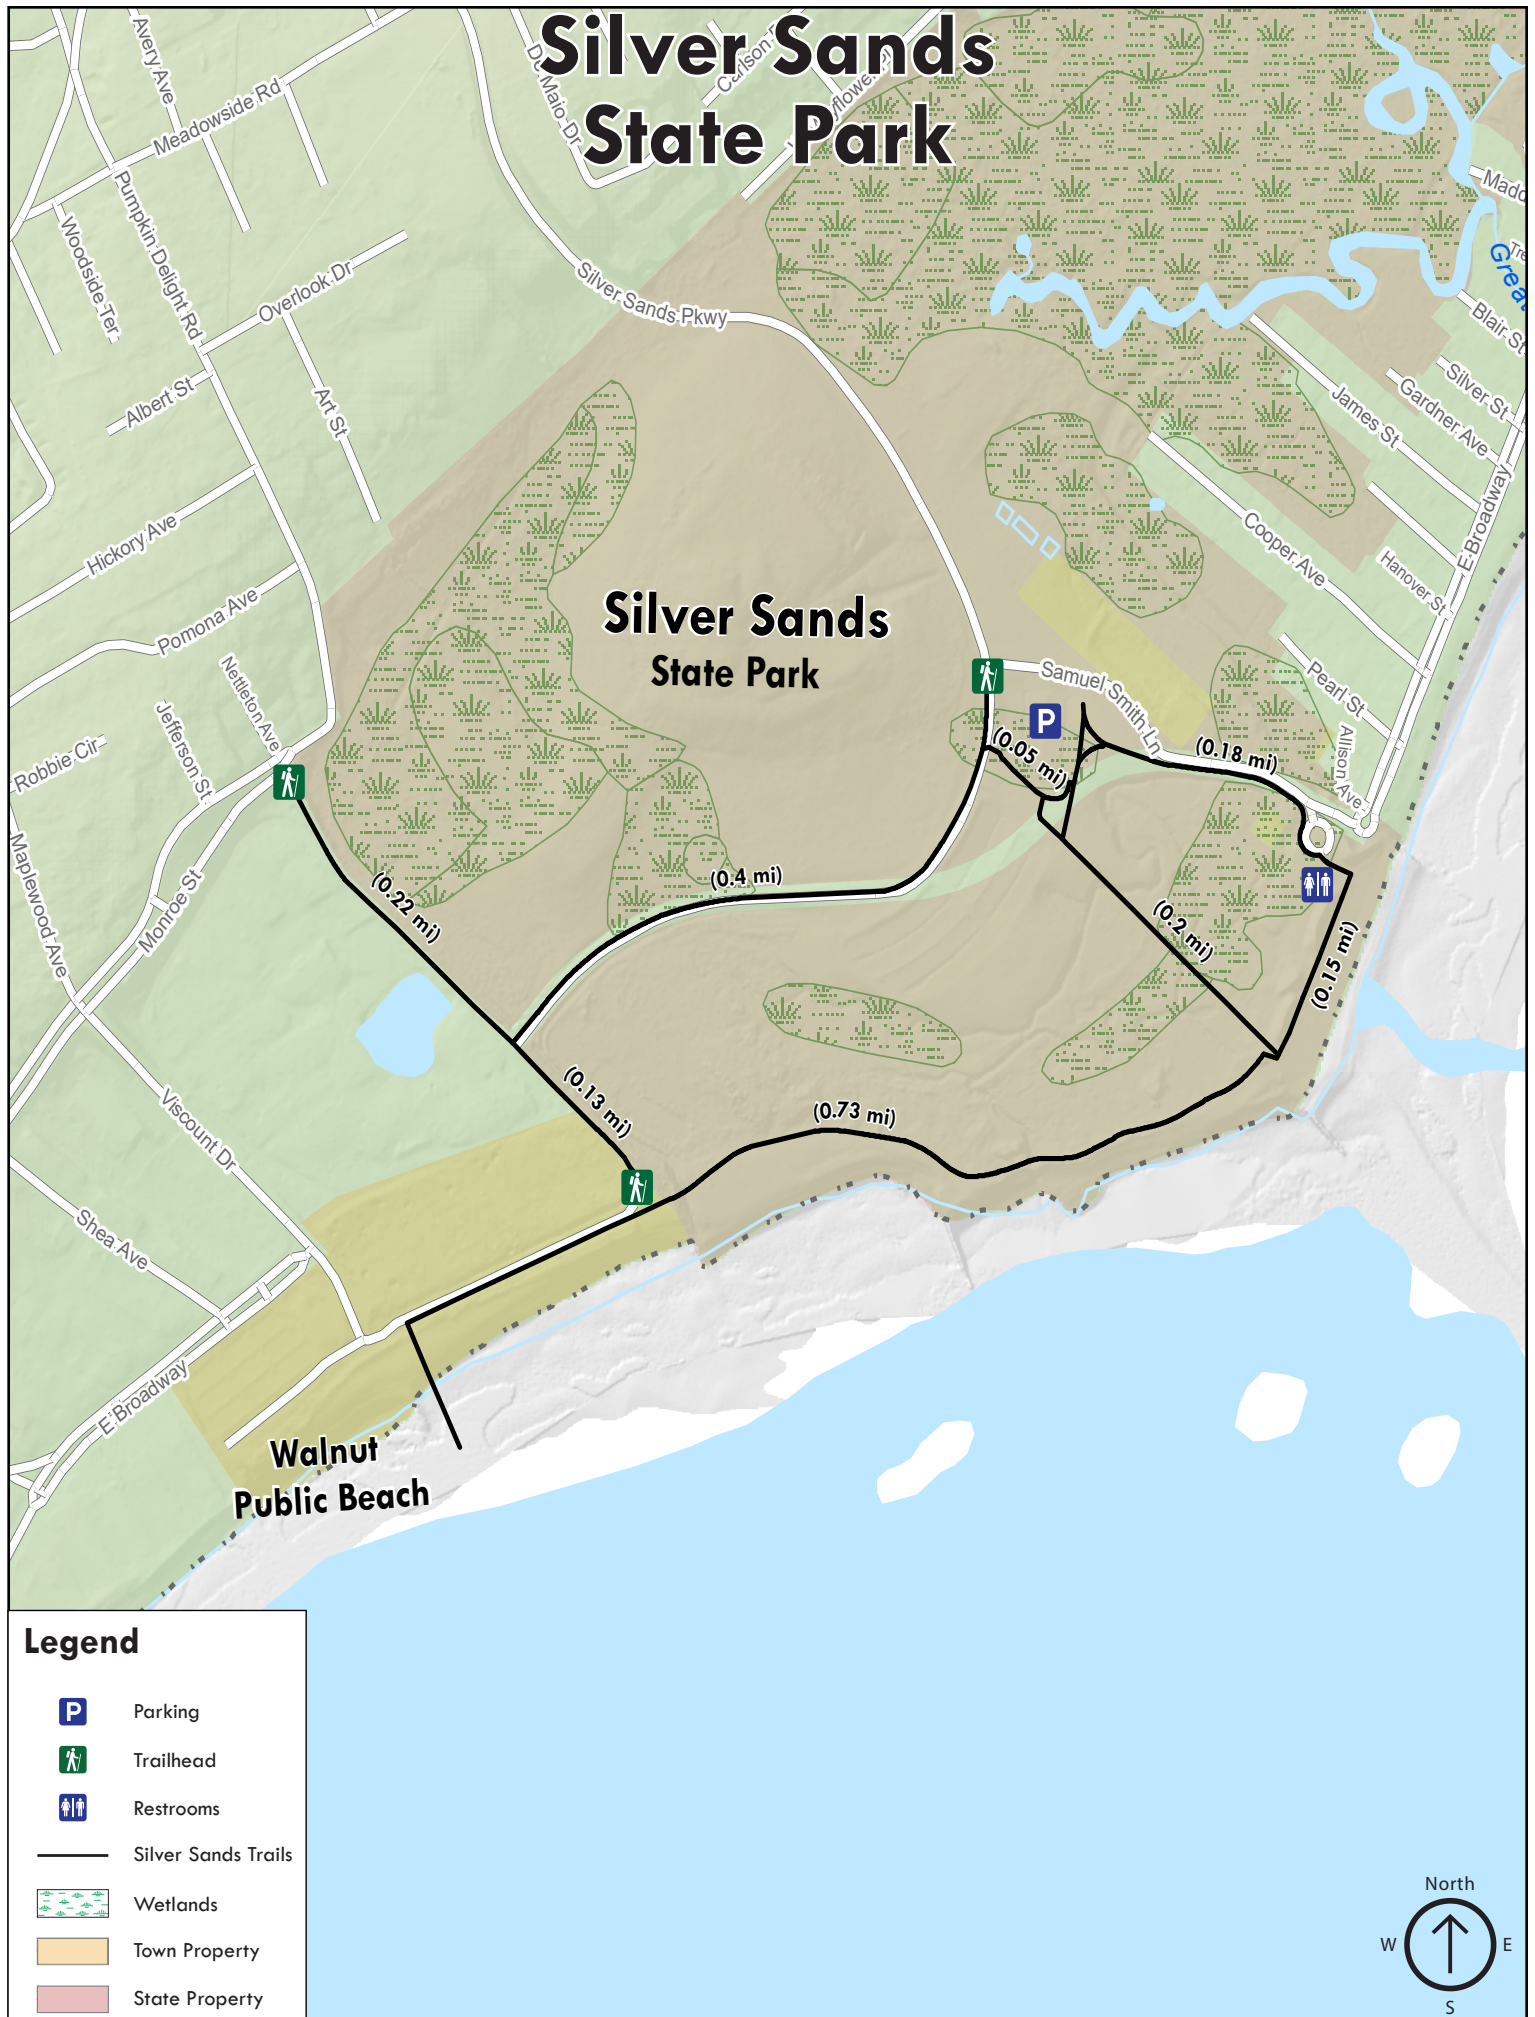 Silver Sands
State Park
Avery Ave
Meadowside Rd
De Maio Dr
Carlson
Pumpkin Delight Rd
Woodside Ter
Overlook Dr
Silver Sands Pkwy
Albert St
Art St
Hickory Ave
Pomona Ave
Nettleton Ave
Jefferson St
Robbie Cir
Maplewood Ave
Monroe St
Viscount Dr
Shea Ave
E Broadway
Blair St
Silver St
Gardner Ave
James St
E Broadway
Cooper Ave
Hanover St
Pearl St
Allison Ave
Samuel Smith Ln
Silver Sands
State Park
P
(0.05 mi)
(0.18 mi)
(0.4 mi)
(0.22 mi)
(0.2 mi)
(0.15 mi)
(0.13 mi)
(0.73 mi)
Walnut
Public Beach
Legend
P Parking
Trailhead
Restrooms
Silver Sands Trails
Wetlands
Town Property
State Property
North
W E
S